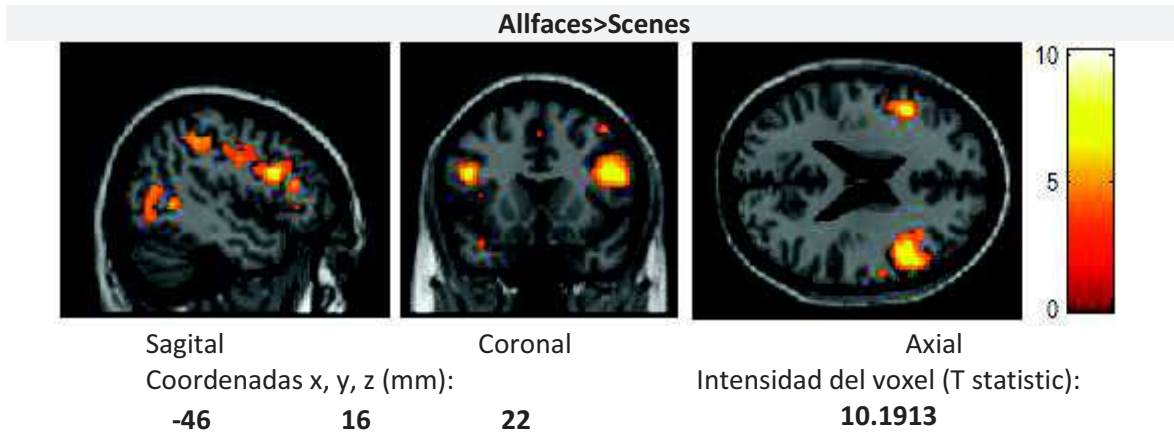 Allfaces>Scenes
10
5
0
Sagital Coronal Axial
Coordenadas x, y, z (mm): Intensidad del voxel (T statistic):
-46 16 22 10.1913